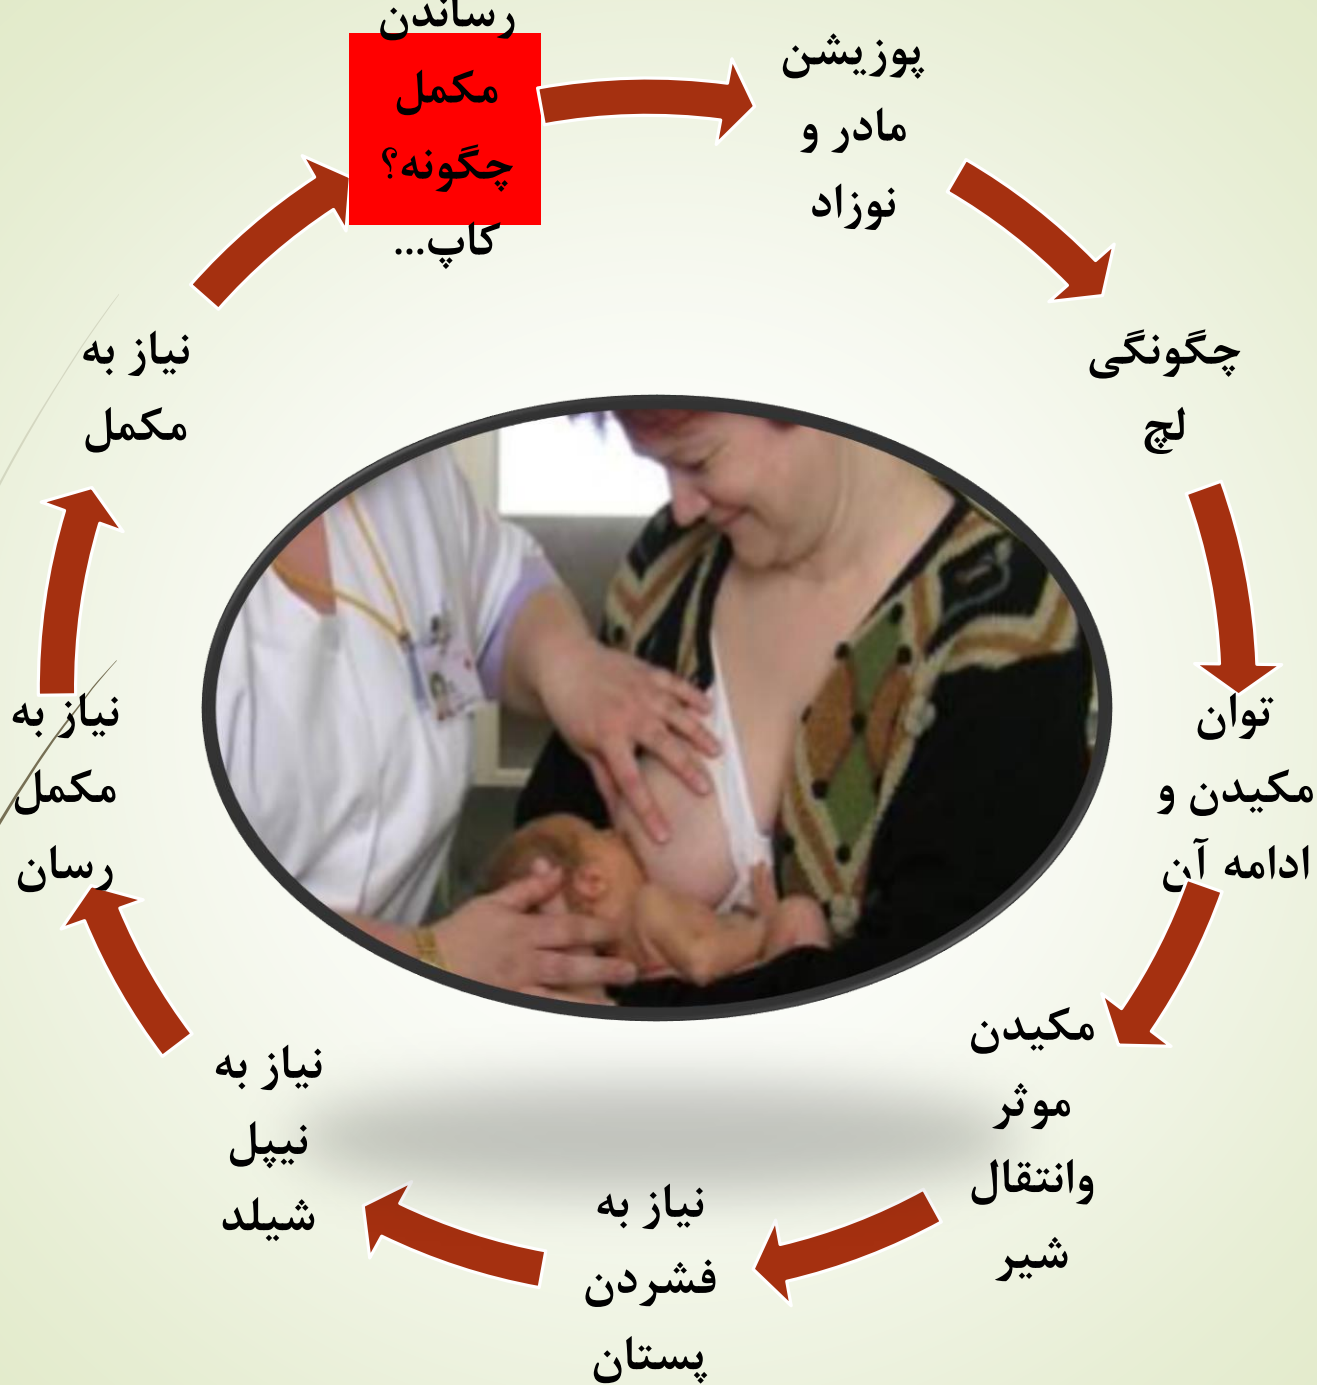 رساندن
مکمل
چگونه؟
کاپ...
پوزیشن
مادر و
نوزاد
چگونگی
لچ
توان
مکیدن و
ادامه آن
مکیدن
موثر
وانتقال
شیر
نیاز به
فشردن
پستان
نیاز به
نیپل
شیلد
نیاز به
مکمل
رسان
نیاز به
مکمل